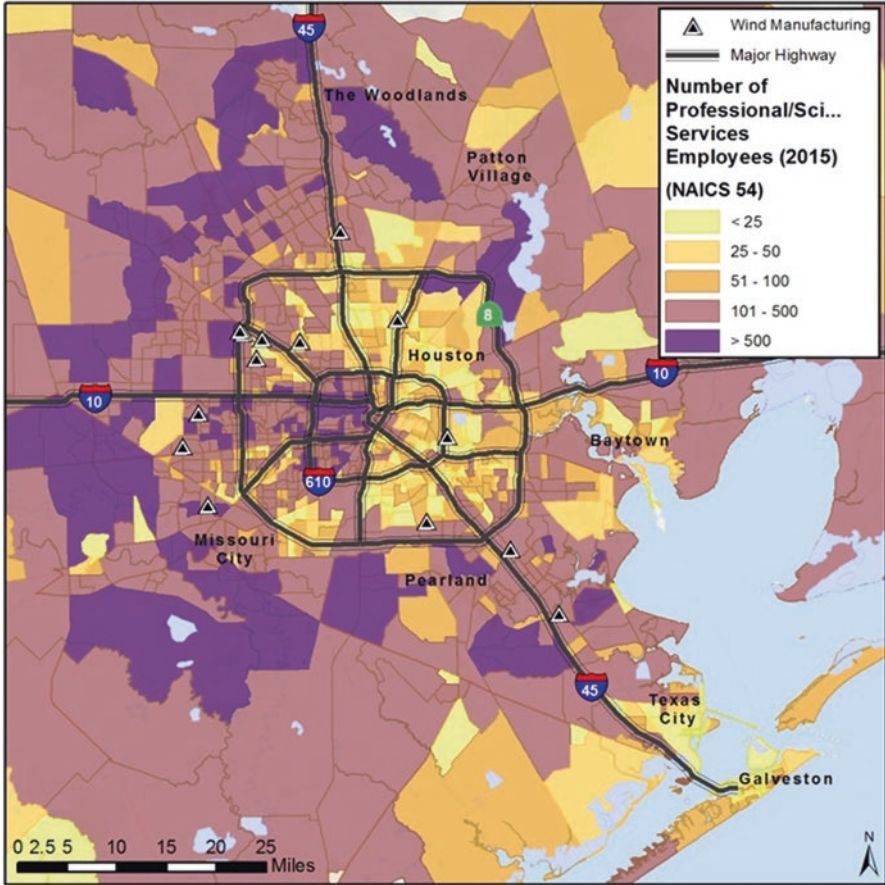 Wind Manufacturing
Major Highway
Number of
Professional/Sci...
Services
Employees (2015)
(NAICS 54)
< 25
25 - 50
51 - 100
101 - 500
> 500
45
The Woodlands
Patton
Village
8
Houston
10
10
Baytown
610
Missouri
City
Pearland
45
Texas
City
Galveston
0 2.5 5 10 15 20 25
Miles
N